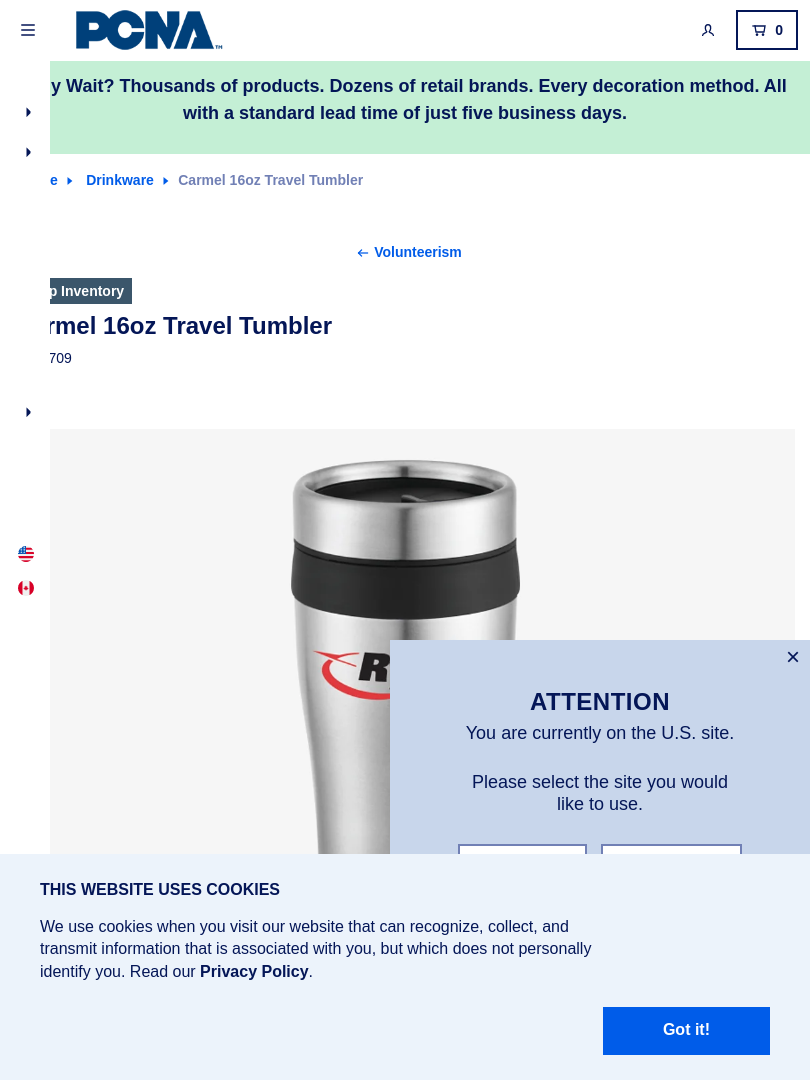 PCNA
0
y Wait? Thousands of products. Dozens of retail brands. Every decoration method. All
with a standard lead time of just five business days.
Drinkware Carmel 16oz Travel Tumbler
Volunteerism
Inventory
rmel 16oz Travel Tumbler
709
ATTENTION
You are currently on the U.S. site.
Please select the site you would
like to use.
THIS WEBSITE USES COOKIES
We use cookies when you visit our website that can recognize, collect, and
transmit information that is associated with you, but which does not personally
identify you. Read our Privacy Policy.
Got it!